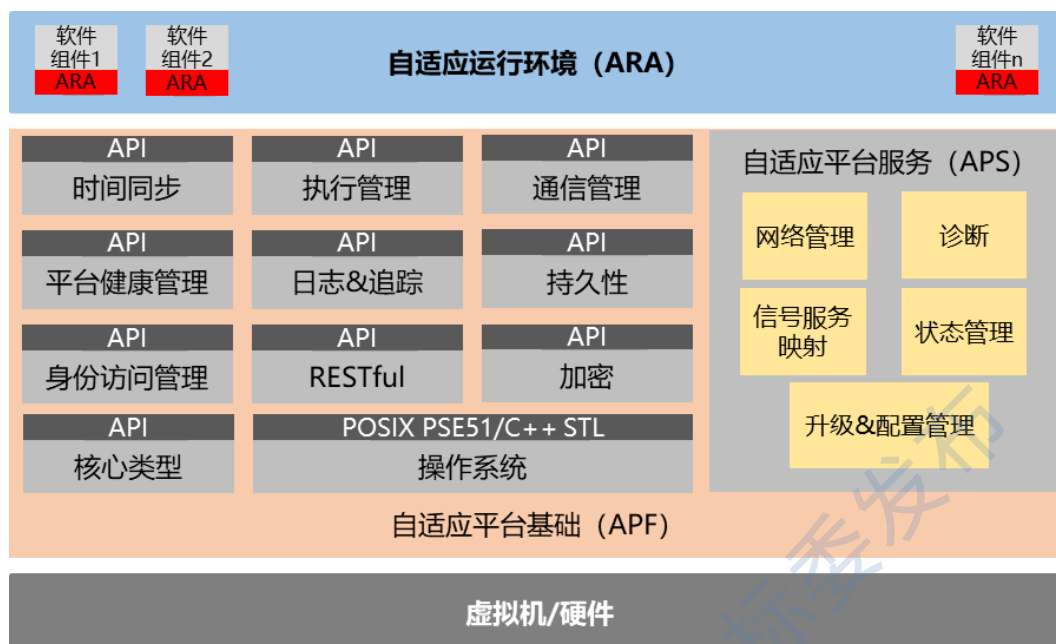 软件
组件1
ARA
软件
组件2
ARA
自适应运行环境（ARA）
软件
组件n
ARA
API
时间同步
API
执行管理
API
通信管理
API
平台健康管理
API
日志&追踪
API
持久性
API
身份访问管理
API
RESTful
API
加密
API
核心类型
POSIX PSE51/C++ STL
操作系统
自适应平台服务（APS）
网络管理
诊断
信号服务
映射
状态管理
升级&配置管理
自适应平台基础（APF）
虚拟机/硬件
标委发布